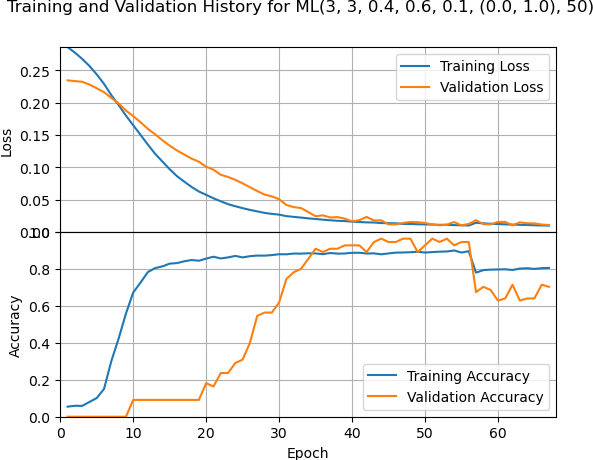 Training and Validation History for ML(3, 3, 0.4, 0.6, 0.1, (0.0, 1.0), 50)
Loss
0.25
0.20
0.15
0.10
0.05
0.00
Training Loss
Validation Loss
Accuracy
1.0
0.8
0.6
0.4
0.2
0.0
Training Accuracy
Validation Accuracy
0 10 20 30 40 50 60
Epoch